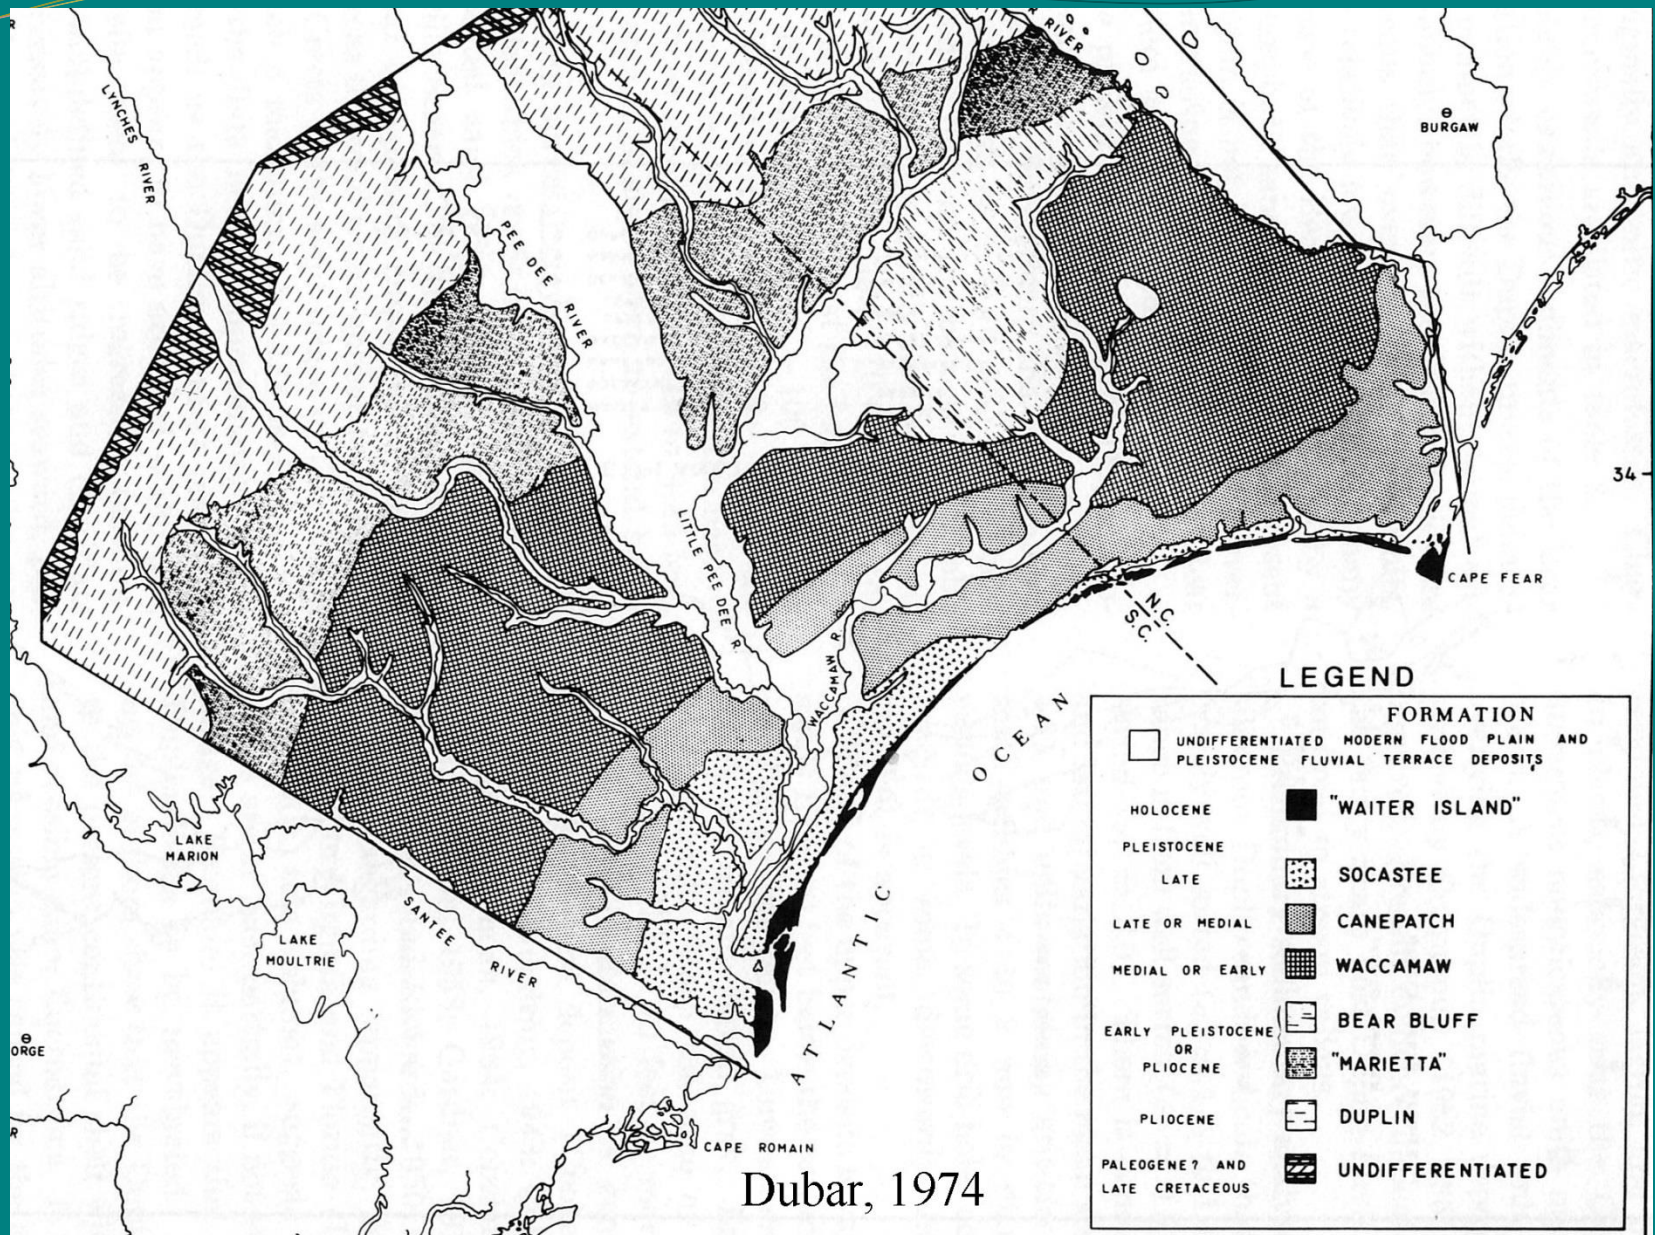 RIVER
BURGAW
LYNCHES RIVER
PEE DEE RIVER
34
LITTLE PEE DEE R.
CAPE FEAR
N.C.
S.C.
WACCAMAW R
ATLANTIC OCEAN
LAKE
MARION
SANTEE RIVER
LAKE
MOULTRIE
ORGE
R
CAPE ROMAIN
Dubar, 1974
LEGEND
FORMATION
UNDIFFERENTIATED MODERN FLOOD PLAIN AND
PLEISTOCENE FLUVIAL TERRACE DEPOSITS
HOLOCENE "WAITER ISLAND"
PLEISTOCENE
LATE SOCASTEE
LATE OR MEDIAL CANEPATCH
MEDIAL OR EARLY WACCAMAW
EARLY PLEISTOCENE BEAR BLUFF
OR
PLIOCENE "MARIETTA"
PLIOCENE DUPLIN
PALEOGENE? AND
LATE CRETACEOUS UNDIFFERENTIATED